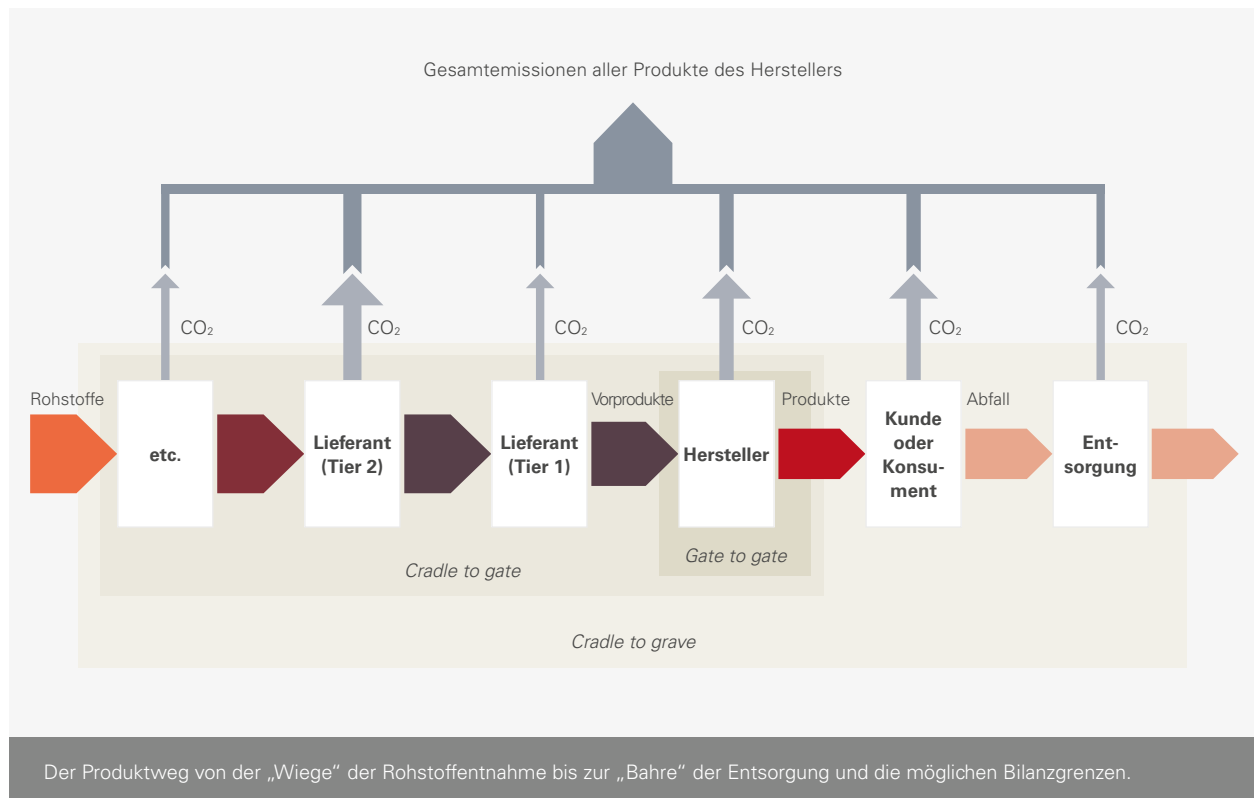 Gesamtemissionen aller Produkte des Herstellers
CO₂
CO₂
CO₂
CO₂
CO₂
CO₂
Rohstoffe
Vorprodukte
Produkte
Abfall
etc.
Lieferant
(Tier 2)
Lieferant
(Tier 1)
Hersteller
Kunde
oder
Konsu-
ment
Ent-
sorgung
Gate to gate
Cradle to gate
Cradle to grave
Der Produktweg von der „Wiege“ der Rohstoffentnahme bis zur „Bahre“ der Entsorgung und die möglichen Bilanzgrenzen.